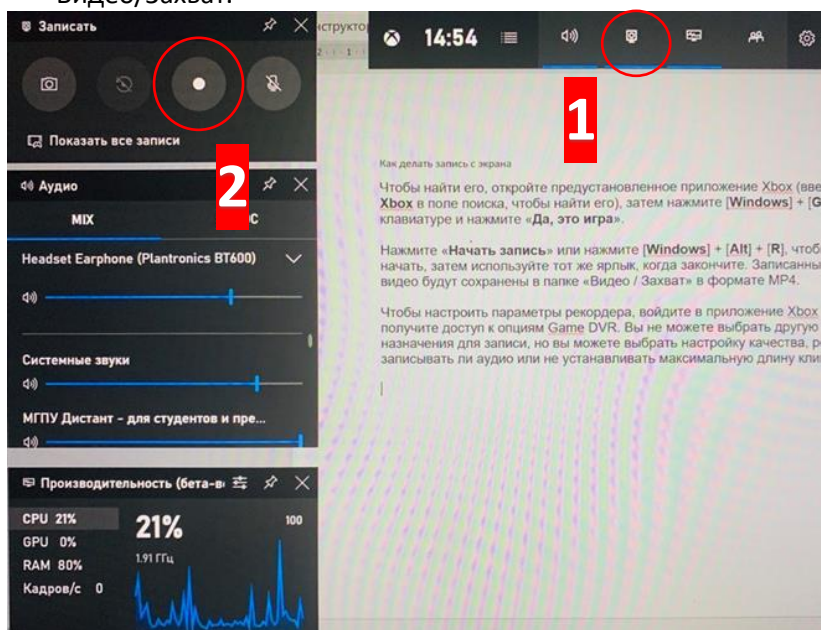 Видео/Захват.
Записать
Показать все записи
Аудио
MIX
Headset Earphone (Plantronics BT600)
Системные звуки
МГПУ Дистант – для студентов и пре...
Производительность (бета-в
CPU 21%
GPU 0%
RAM 80%
Кадров/с 0
21%
1.91 ГГц
100
2
14:54
1
Как делать запись с экрана
Чтобы найти его, откройте предустановленное приложение Xbox (вве
Xbox в поле поиска, чтобы найти его), затем нажмите [Windows] + [G
клавиатуре и нажмите «Да, это игра».
Нажмите «Начать запись» или нажмите [Windows] + [Alt] + [R], чтоб
начать, затем используйте тот же ярлык, когда закончите. Записанны
видео будут сохранены в папке «Видео / Захват» в формате MP4.
Чтобы настроить параметры рекордера, войдите в приложение Xbox
получите доступ к опциям Game DVR. Вы не можете выбрать другую
назначения для записи, но вы можете выбрать настройку качества, р
записывать ли аудио или не устанавливать максимальную длину кли